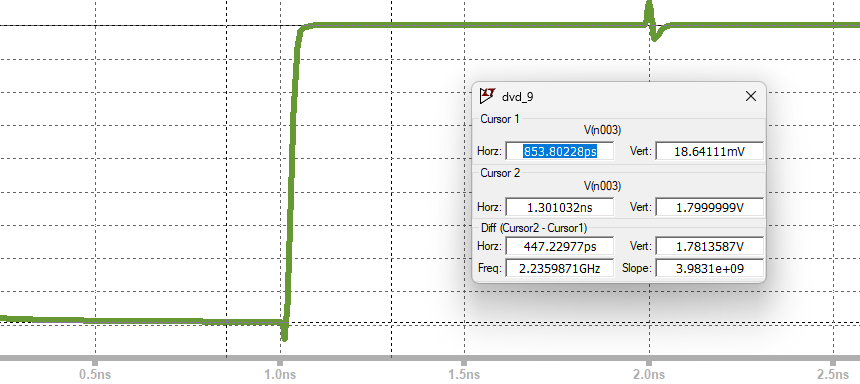 dvd_9
Cursor 1
V(n003)
Horz: 853.80228ps Vert: 18.64111mV
Cursor 2
V(n003)
Horz: 1.301032ns Vert: 1.7999999V
Diff (Cursor2 - Cursor1)
Horz: 447.22977ps Vert: 1.7813587V
Freq: 2.2359871GHz Slope: 3.9831e+09
0.5ns 1.0ns 1.5ns 2.0ns 2.5ns